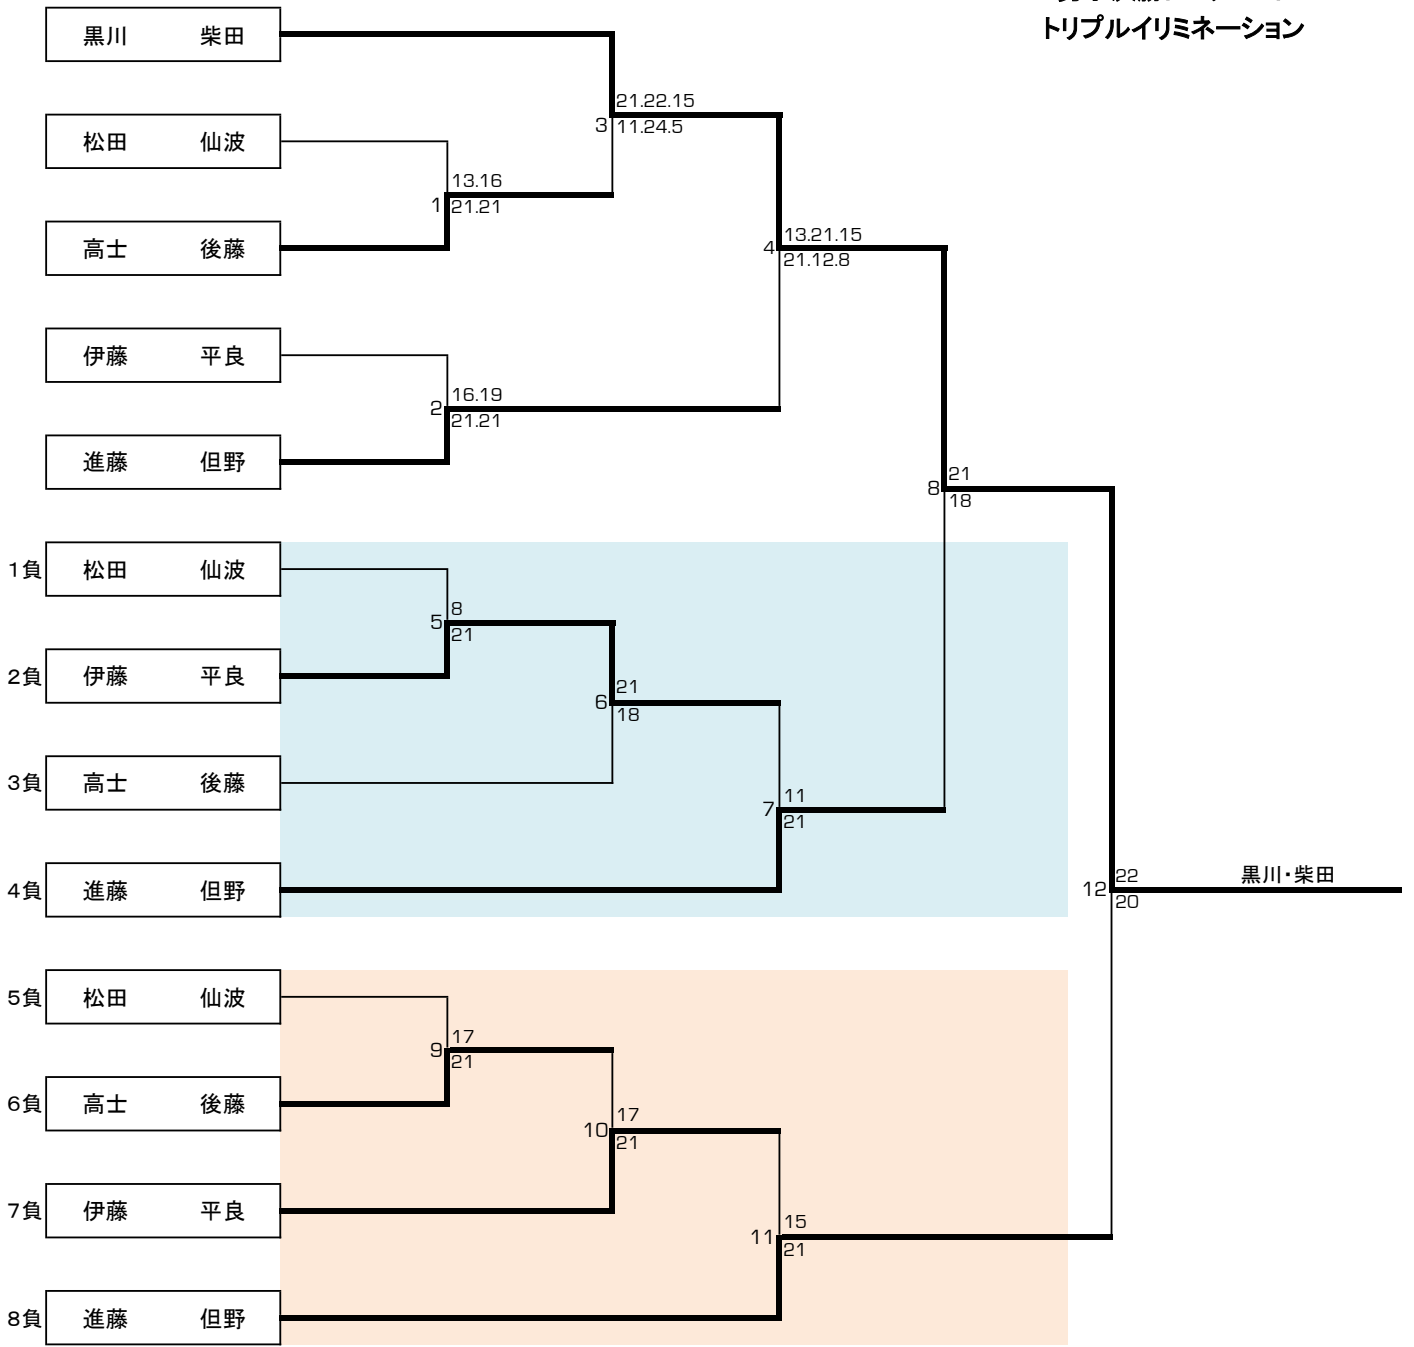 トリプルイリミネーション
黒川 柴田
21.22.15
3 11.24.5
松田 仙波
13.16
1 21.21
高士 後藤
13.21.15
4 21.12.8
伊藤 平良
16.19
2 21.21
進藤 但野
21
8 18
1負 松田 仙波
8
5 21
2負 伊藤 平良
21
6 18
3負 高士 後藤
11
7 21
4負 進藤 但野
22 黒川・柴田
12 20
5負 松田 仙波
17
9 21
6負 高士 後藤
17
10 21
7負 伊藤 平良
15
11 21
8負 進藤 但野